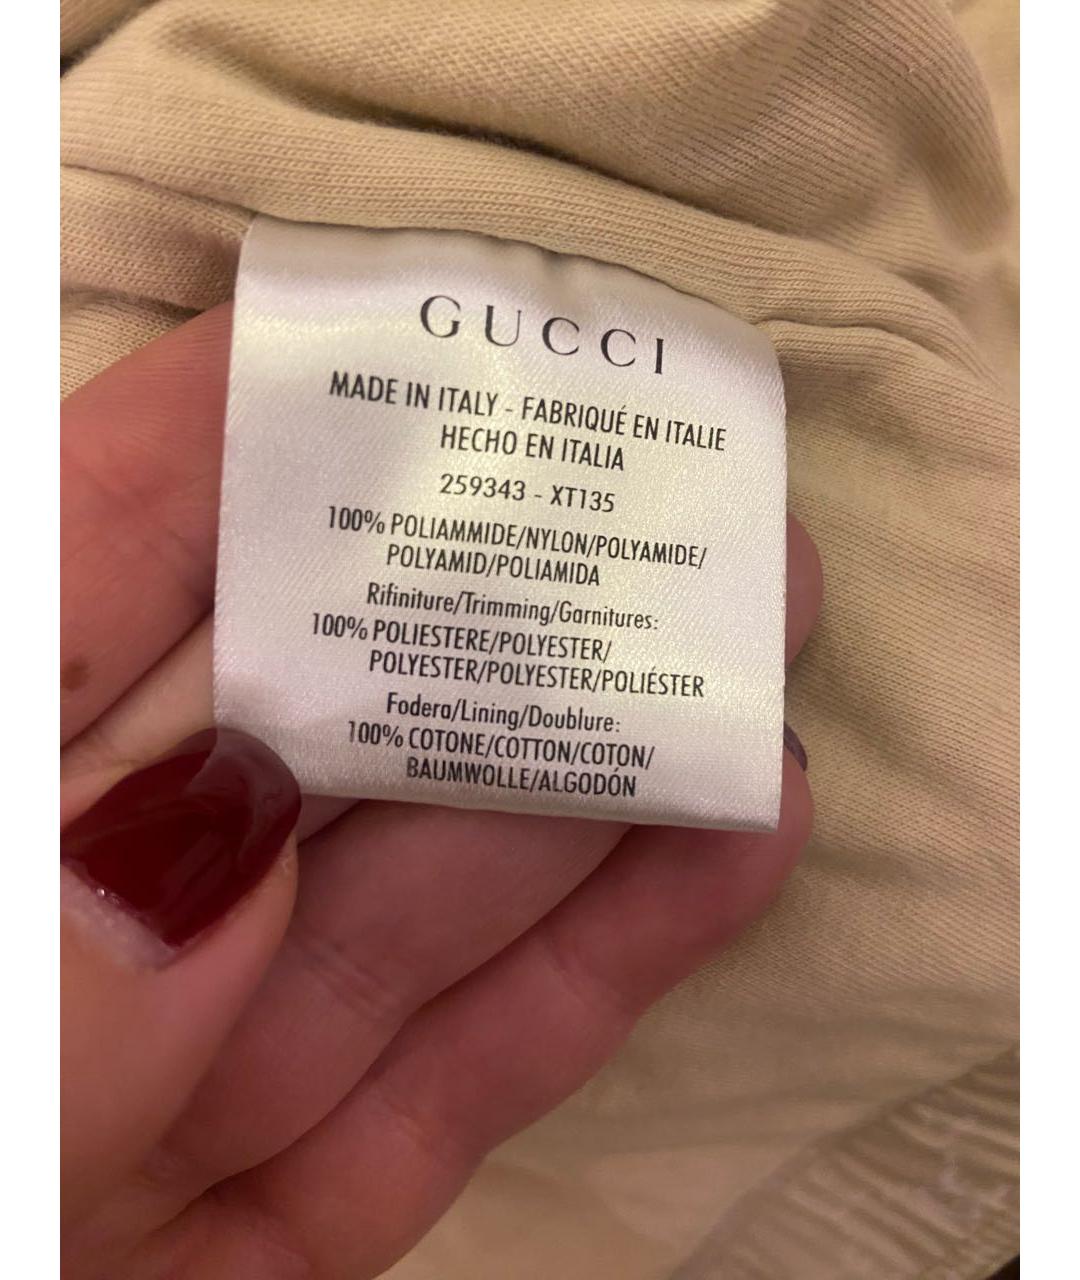 GUCCI
MADE IN ITALY - FABRIQUÉ EN ITALIE
HECHO EN ITALIA
259343 - XT135
100% POLIAMMIDE/NYLON/POLYAMIDE/
POLYAMID/POLIAMIDA
Rifiniture/Trimming/Garnitures:
100% POLIESTERE/POLYESTER/
POLYESTER/POLYESTER/POLIÉSTER
Fodera/Lining/Doublure:
100% COTONE/COTTON/COTON/
BAUMWOLLE/ALGODÓN